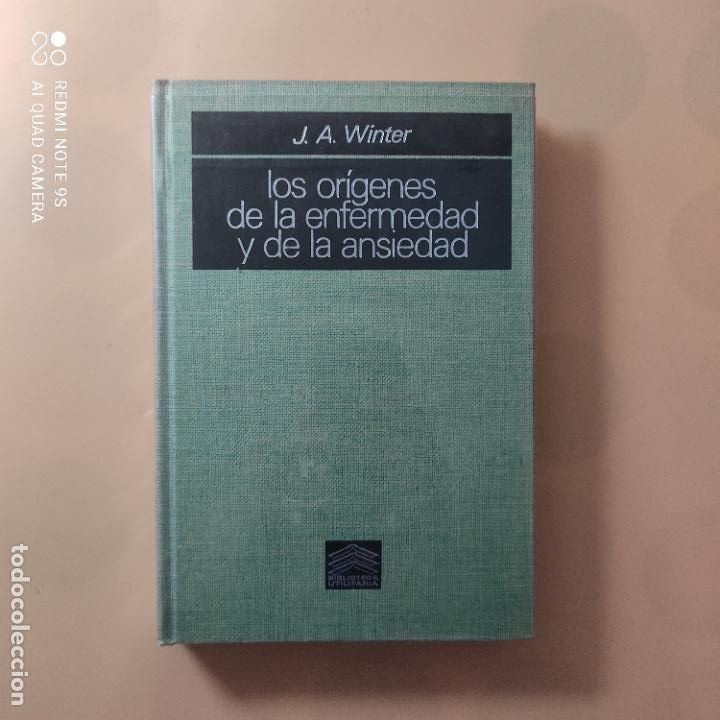 J. A. Winter
los orígenes
de la enfermedad
y de la ansiedad
BIBLIOTECA
UTILITARIA
REDMI NOTE 9S
AI QUAD CAMERA
todocoleccion